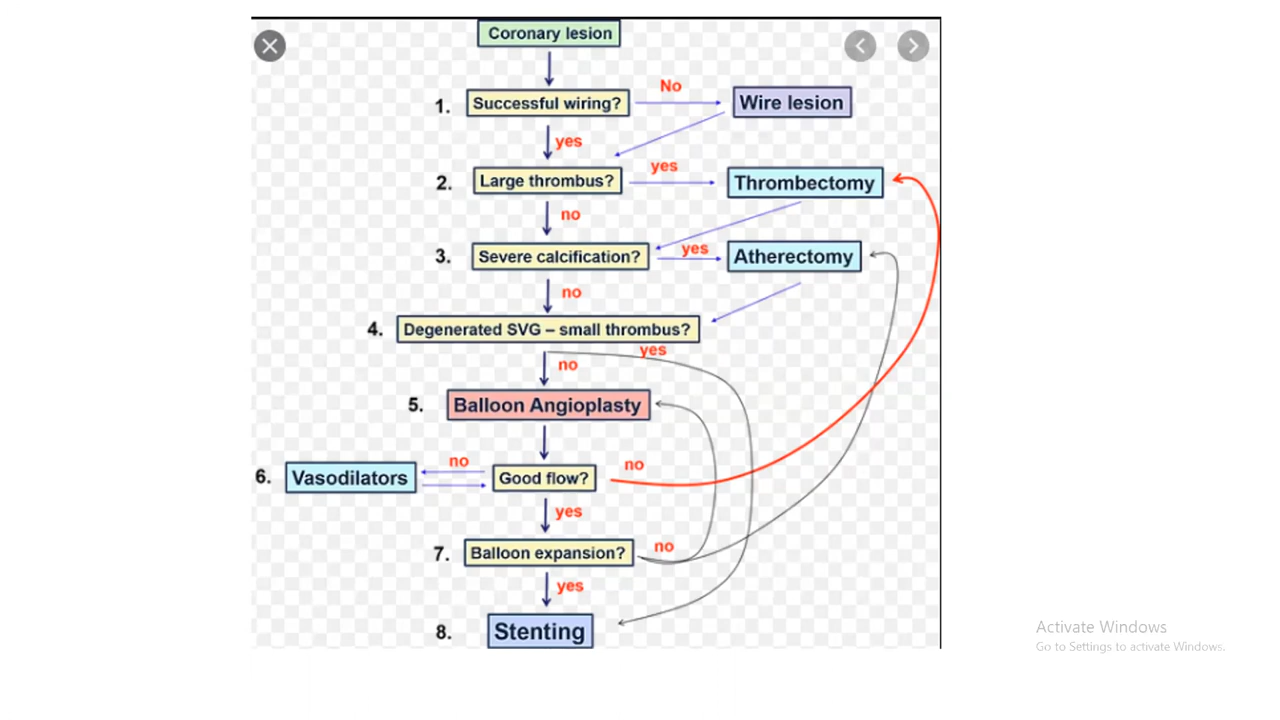 Coronary lesion
No
1. Successful wiring? Wire lesion
yes
yes
2. Large thrombus? Thrombectomy
no
yes
3. Severe calcification? Atherectomy
no
4. Degenerated SVG – small thrombus?
yes
no
5. Balloon Angioplasty
no no
6. Vasodilators Good flow?
yes
7. Balloon expansion? no
yes
8. Stenting
Activate Windows
Go to Settings to activate Windows.